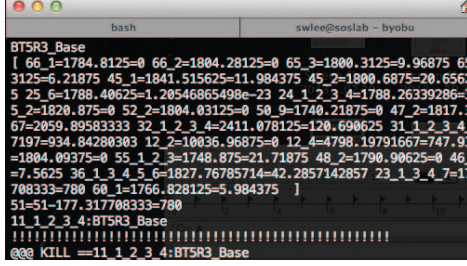 bash swlee@soslab - byobu
BT5R3_Base
[ 66_1=1784.8125=0 66_2=1804.28125=0 65_3=1800.3125=9.96875 65
3125=6.21875 45_1=1841.515625=11.984375 45_2=1800.6875=20.6562
5 25_6=1788.40625=1.20546865498e-23 24_1_2_3_4=1788.26339286=
5_2=1820.875=0 52_2=1804.03125=0 50_9=1740.21875=0 47_2=1817.
67=2059.89583333 32_1_2_3_4=2411.078125=120.690625 31_1_2_3_4
7197=934.84280303 12_2=10036.96875=0 12_4=4798.19791667=747.9
=1804.09375=0 55_1_2_3=1748.875=21.71875 48_2=1790.90625=0 46
=7.5625 36_1_3_4_5_6=1827.76785714=42.2857142857 23_1_3_4_7=1
708333=780 60_1=1766.828125=5.984375 ]
51=51-177.317708333=780
11_1_2_3_4:BT5R3_Base
!!!!!!!!!!!!!!!!!!!!!!!!!!!!!!!!!!!!!!!!
@@@ KILL ==11_1_2_3_4:BT5R3_Base